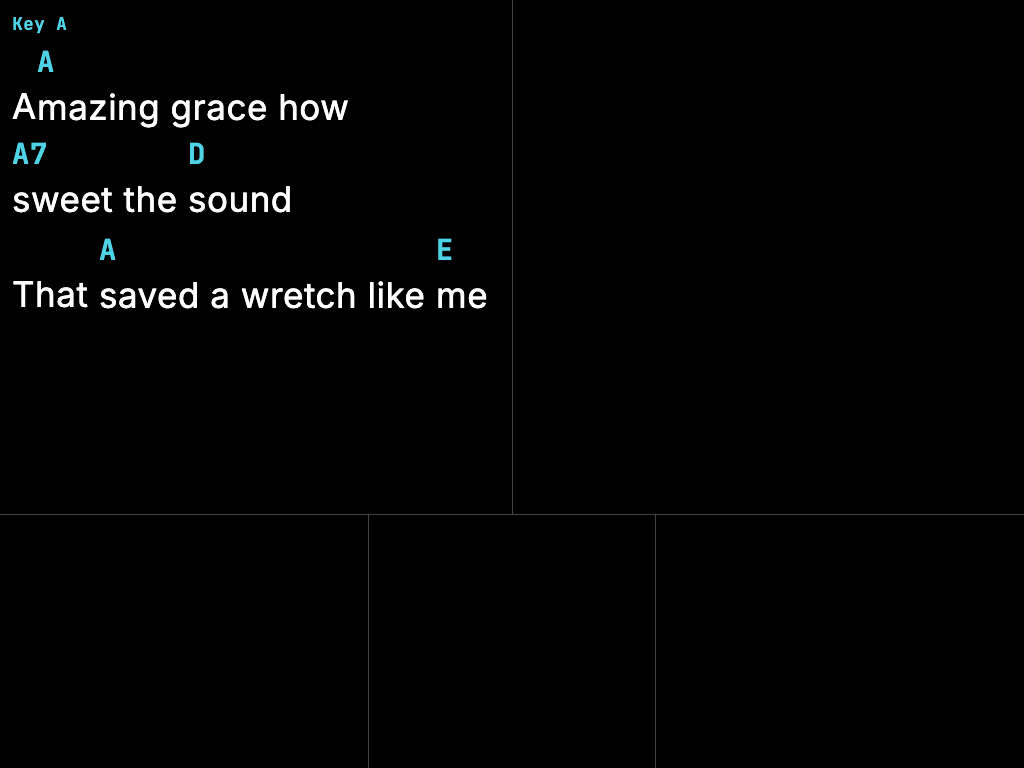 Key A
A
Amazing grace how
A7 D
sweet the sound
A E
That saved a wretch like me